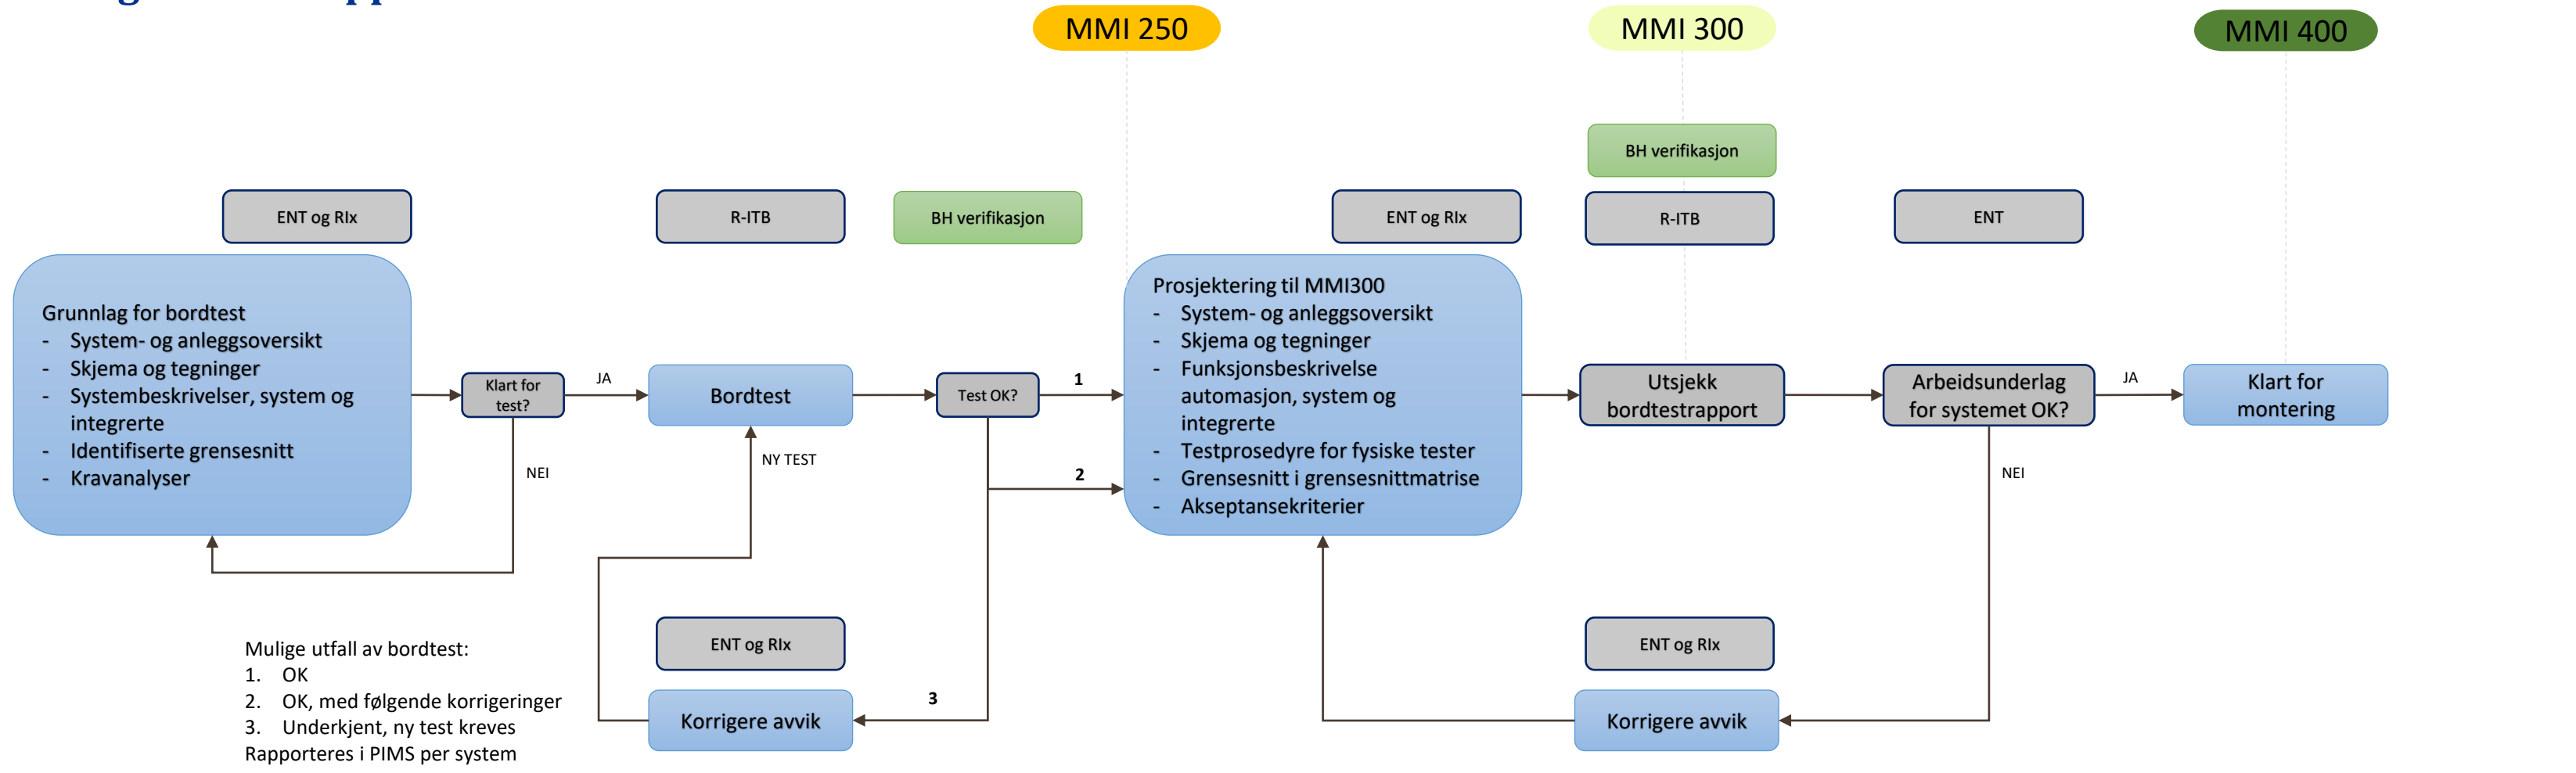 MMI 250
MMI 300
MMI 400
BH verifikasjon
ENT og RIx
R-ITB
BH verifikasjon
ENT og RIx
R-ITB
ENT
Grunnlag for bordtest
- System- og anleggsoversikt
- Skjema og tegninger
- Systembeskrivelser, system og
integrerte
- Identifiserte grensesnitt
- Kravanalyser
Klart for
test?
JA
NEI
Bordtest
NY TEST
Test OK?
1
2
3
Prosjektering til MMI300
- System- og anleggsoversikt
- Skjema og tegninger
- Funksjonsbeskrivelse
automasjon, system og
integrerte
- Testprosedyre for fysiske tester
- Grensesnitt i grensesnittmatrise
- Akseptansekriterier
Utsjekk
bordtestrapport
Arbeidsunderlag
for systemet OK?
JA
NEI
Klart for
montering
ENT og RIx
Korrigere avvik
ENT og RIx
Korrigere avvik
Mulige utfall av bordtest:
1. OK
2. OK, med følgende korrigeringer
3. Underkjent, ny test kreves
Rapporteres i PIMS per system